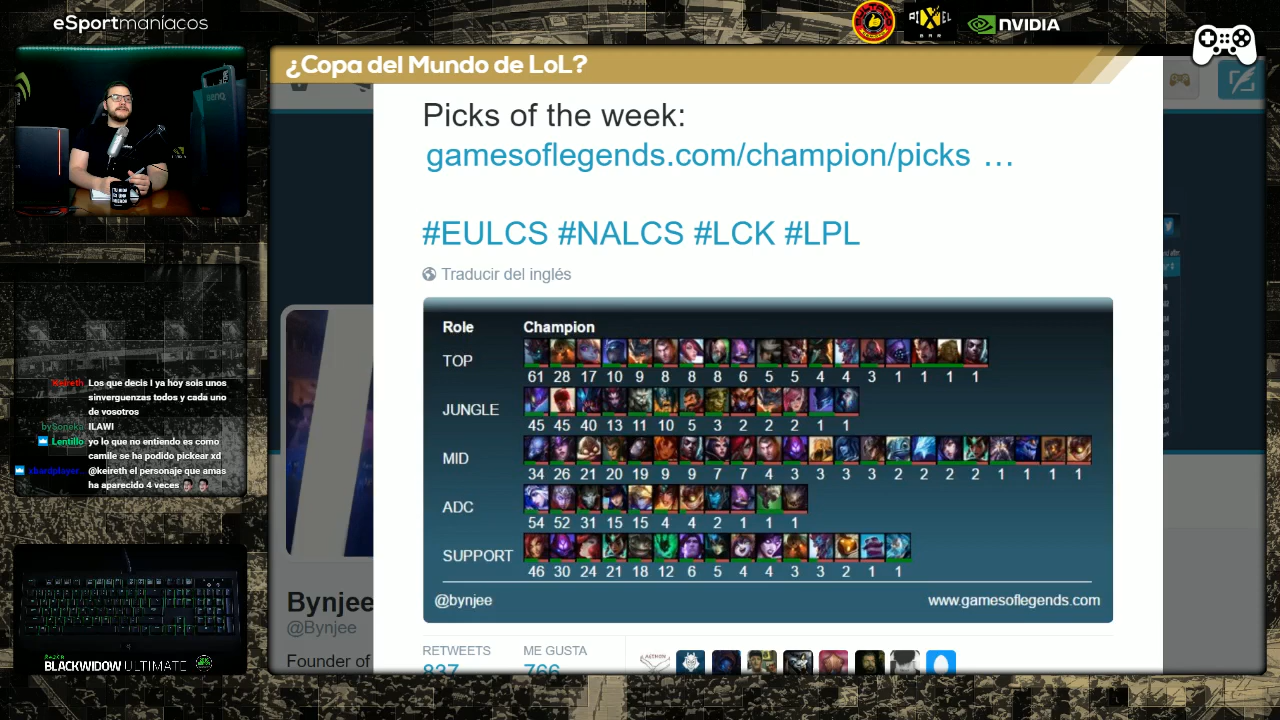 eSportmaníacos
PIXEL
BAR
NVIDIA
¿Copa del Mundo de LoL?
Picks of the week:
gamesoflegends.com/champion/picks …
#EULCS #NALCS #LCK #LPL
Traducir del inglés
Role Champion
TOP
61 28 17 10 9 8 8 8 6 5 5 4 4 3 1 1 1 1
JUNGLE
45 45 40 13 11 10 5 3 2 2 2 1 1
MID
34 26 21 20 19 9 9 7 7 4 3 3 3 3 2 2 2 2 1 1 1 1
ADC
54 52 31 15 15 4 4 2 1 1 1
SUPPORT
46 30 24 21 18 12 6 5 4 4 3 3 2 1 1
@bynjee www.gamesoflegends.com
RETWEETS ME GUSTA
837 766
Bynjee
@Bynjee
Founder of
Keireth Los que decis I ya hoy sois unos
sinverguenzas todos y cada uno
de vosotros
ILAWI
Lentillo yo lo que no entiendo es como
camile se ha podido pickear xd
@keireth el personaje que amas
ha aparecido 4 veces
RAZER
BLACKWIDOW ULTIMATE